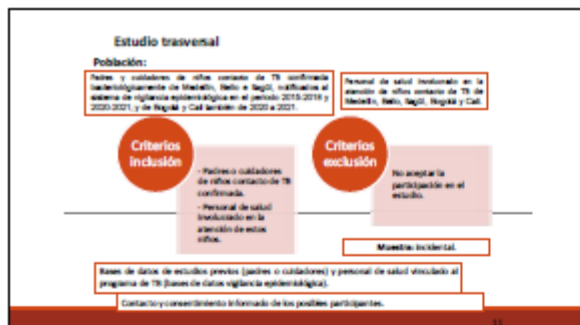 Estudio trasversal
Población:
Padres y cuidadores de niños contacto de TB confirmada
bacteriológicamente de Medellín, Bello e Itagüí, notificados al
sistema de vigilancia epidemiológica en el periodo 2015-2018 y
2020-2021, y de Bogotá y Cali también de 2020 a 2021.
Personal de salud involucrado en la
atención de niños contacto de TB de
Medellín, Bello, Itagüí, Bogotá y Cali.
Criterios
inclusión
- Padres o cuidadores
de niños contacto de TB
confirmada.
- Personal de salud
involucrado en la
atención de estos
niños.
Criterios
exclusión
No aceptar la
participación en el
estudio.
Muestra: incidental.
Bases de datos de estudios previos (padres o cuidadores) y personal de salud vinculado al
programa de TB (bases de datos vigilancia epidemiológica).
Contacto y consentimiento informado de los posibles participantes.